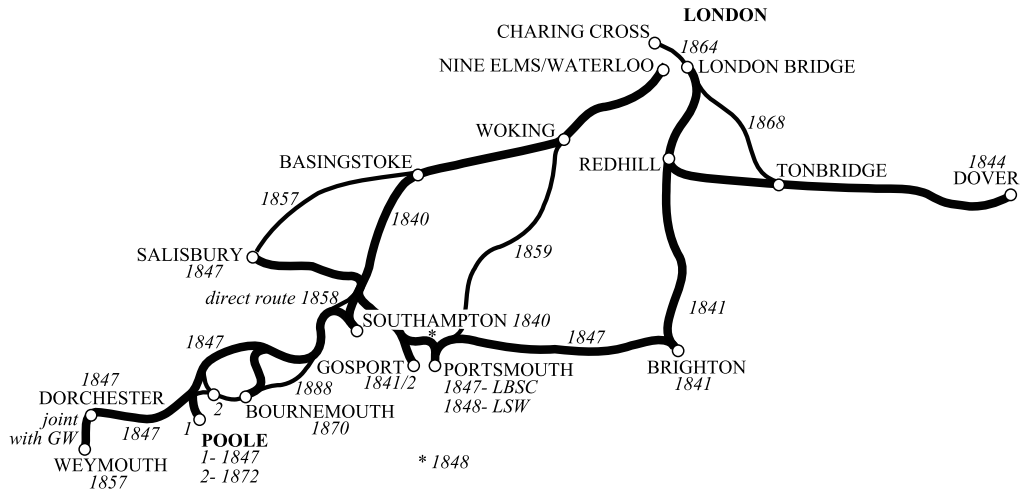 LONDON
CHARING CROSS
1864
NINE ELMS/WATERLOO
LONDON BRIDGE
WOKING
1868
BASINGSTOKE
REDHILL
TONBRIDGE
1844
DOVER
1857
1840
SALISBURY
1847
1859
direct route 1858
1841
SOUTHAMPTON 1840
*
1847
1847
GOSPORT
1841/2
PORTSMOUTH
1847- LBSC
1848- LSW
BRIGHTON
1841
1847
DORCHESTER
1888
joint
with GW
1847
2
1
BOURNEMOUTH
1870
POOLE
1- 1847
2- 1872
WEYMOUTH
1857
* 1848